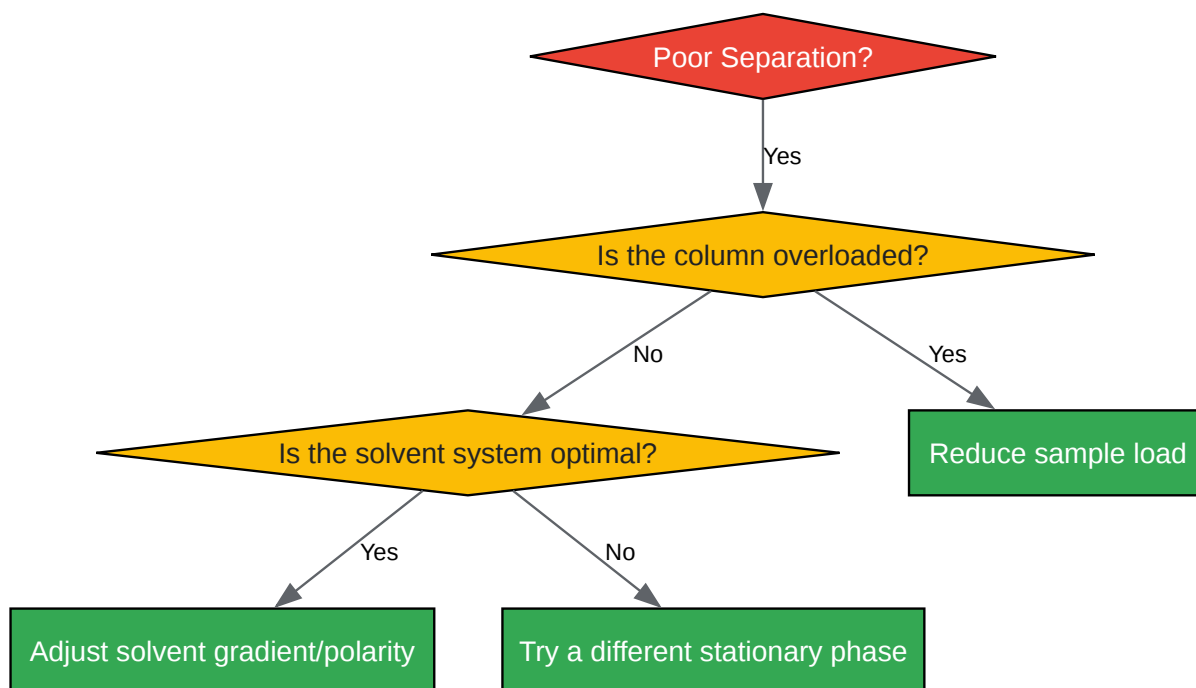 Poor Separation?
Yes
Is the column overloaded?
No
Yes
Is the solvent system optimal?
Reduce sample load
Yes
No
Adjust solvent gradient/polarity
Try a different stationary phase